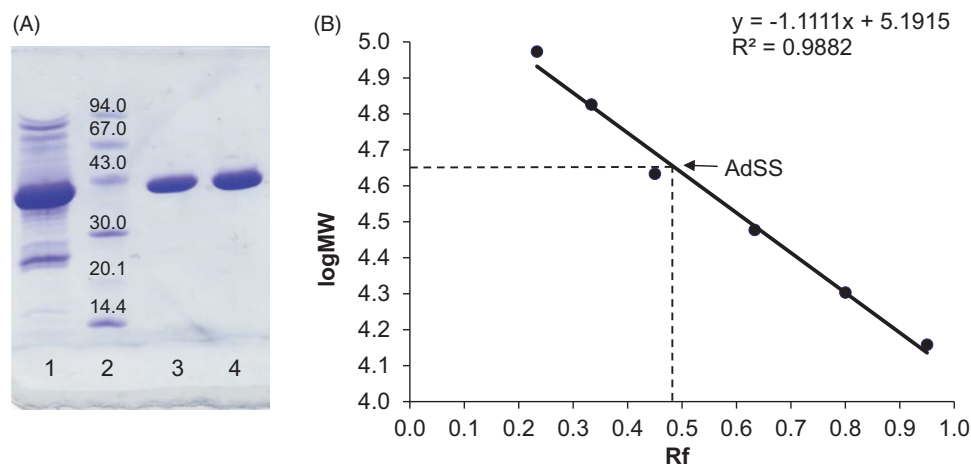 (A)
94.0
67.0
43.0
30.0
20.1
14.4
1 2 3 4
(B)
y = -1.1111x + 5.1915
R² = 0.9882
5.0
4.9
4.8
4.7
4.6
4.5
4.4
4.3
4.2
4.1
4.0
logMW
AdSS
0.0 0.1 0.2 0.3 0.4 0.5 0.6 0.7 0.8 0.9 1.0
Rf